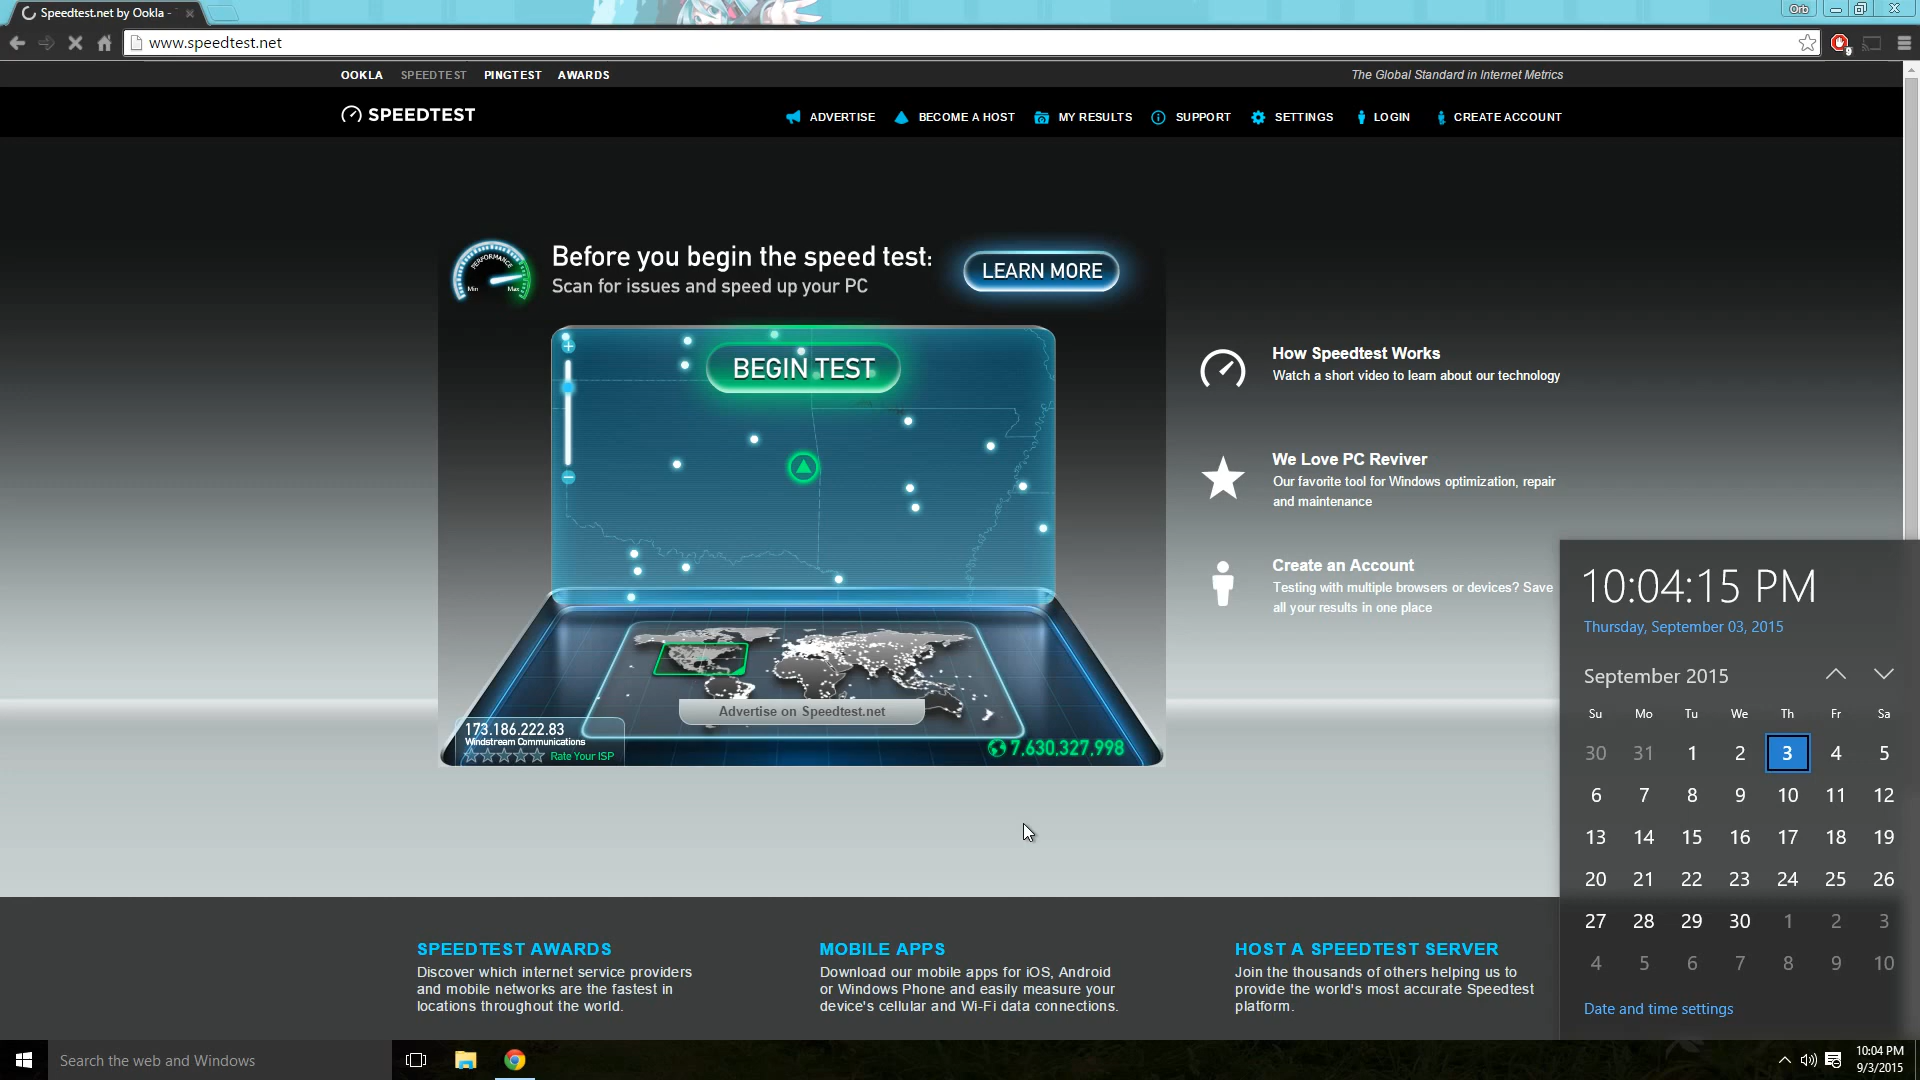 Speedtest.net by Ookla -
Orb
www.speedtest.net
9
OOKLA SPEEDTEST PINGTEST AWARDS
The Global Standard in Internet Metrics
SPEEDTEST
ADVERTISE BECOME A HOST MY RESULTS SUPPORT SETTINGS LOGIN CREATE ACCOUNT
PERFORMANCE
Min Max
Before you begin the speed test:
Scan for issues and speed up your PC
LEARN MORE
BEGIN TEST
How Speedtest Works
Watch a short video to learn about our technology
We Love PC Reviver
Our favorite tool for Windows optimization, repair
and maintenance
Create an Account
Testing with multiple browsers or devices? Save
all your results in one place
Advertise on Speedtest.net
173.186.222.83
Windstream Communications
Rate Your ISP
7,630,327,998
10:04:15 PM
Thursday, September 03, 2015
September 2015
Su Mo Tu We Th Fr Sa
30 31 1 2 3 4 5
6 7 8 9 10 11 12
13 14 15 16 17 18 19
20 21 22 23 24 25 26
27 28 29 30 1 2 3
4 5 6 7 8 9 10
Date and time settings
SPEEDTEST AWARDS
Discover which internet service providers
and mobile networks are the fastest in
locations throughout the world.
MOBILE APPS
Download our mobile apps for iOS, Android
or Windows Phone and easily measure your
device's cellular and Wi-Fi data connections.
HOST A SPEEDTEST SERVER
Join the thousands of others helping us to
provide the world's most accurate Speedtest
platform.
Search the web and Windows
10:04 PM
9/3/2015